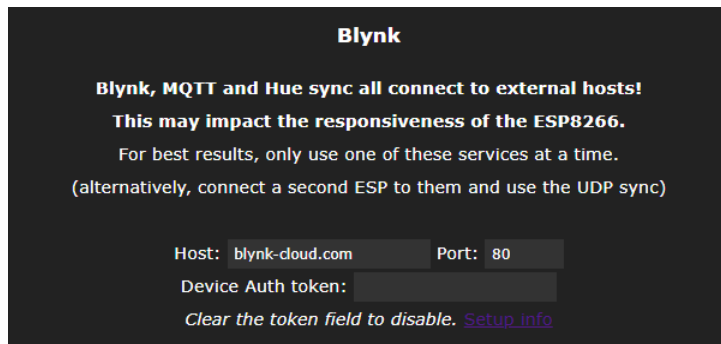 Blynk
Blynk, MQTT and Hue sync all connect to external hosts!
This may impact the responsiveness of the ESP8266.
For best results, only use one of these services at a time.
(alternatively, connect a second ESP to them and use the UDP sync)
Host: blynk-cloud.com Port: 80
Device Auth token:
Clear the token field to disable. Setup info